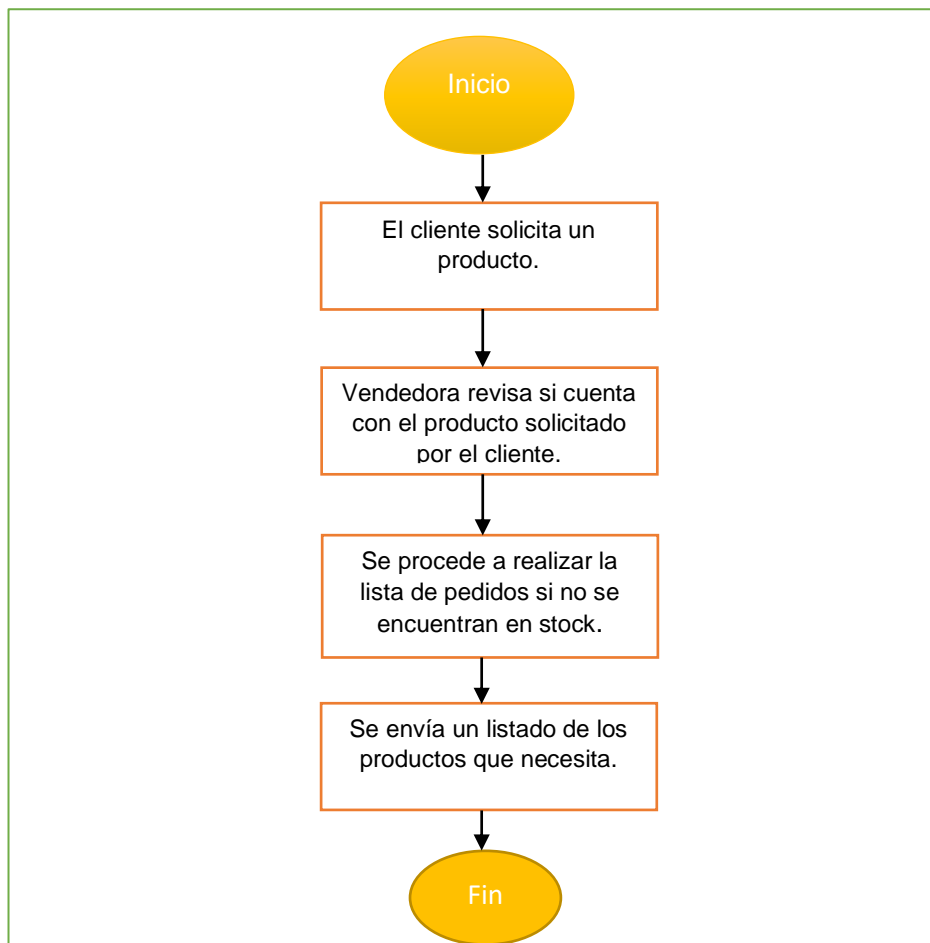 Inicio
El cliente solicita un
producto.
Vendedora revisa si cuenta
con el producto solicitado
por el cliente.
Se procede a realizar la
lista de pedidos si no se
encuentran en stock.
Se envía un listado de los
productos que necesita.
Fin